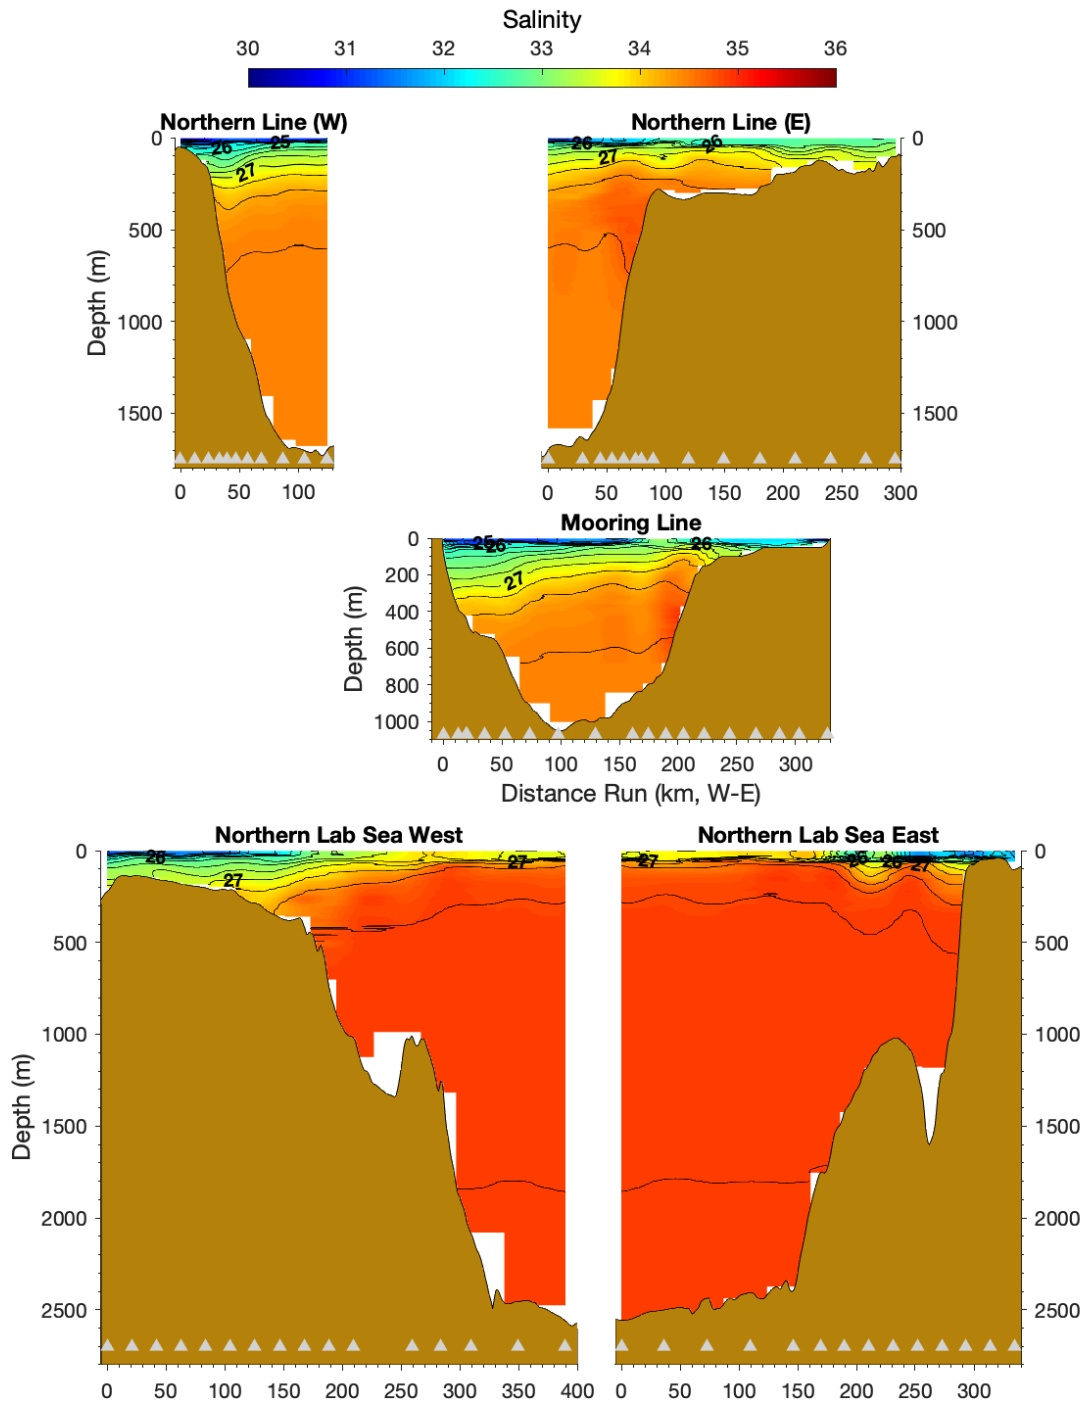 Salinity
30 31 32 33 34 35 36
Northern Line (W)
Northern Line (E)
0 500 1000 1500
Depth (m)
26 25 27
0 50 100
26 27 26
0 500 1000 1500
0 50 100 150 200 250 300
Mooring Line
0 200 400 600 800 1000
Depth (m)
25 26 27 26
0 50 100 150 200 250 300
Distance Run (km, W-E)
Northern Lab Sea West
Northern Lab Sea East
0 500 1000 1500 2000 2500
Depth (m)
26 27 27
0 50 100 150 200 250 300 350 400
27 26 26 27
0 500 1000 1500 2000 2500
0 50 100 150 200 250 300